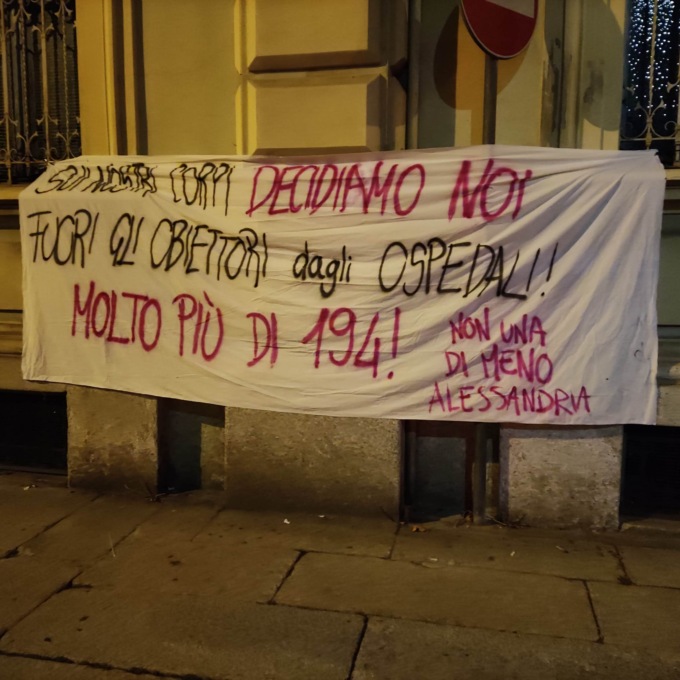 SUI NOSTRI CORPI DECIDIAMO NOI
FUORI GLI OBIETTORI dagli OSPEDALI!!
MOLTO PIÙ DI 194!
NON UNA
DI MENO
ALESSANDRIA